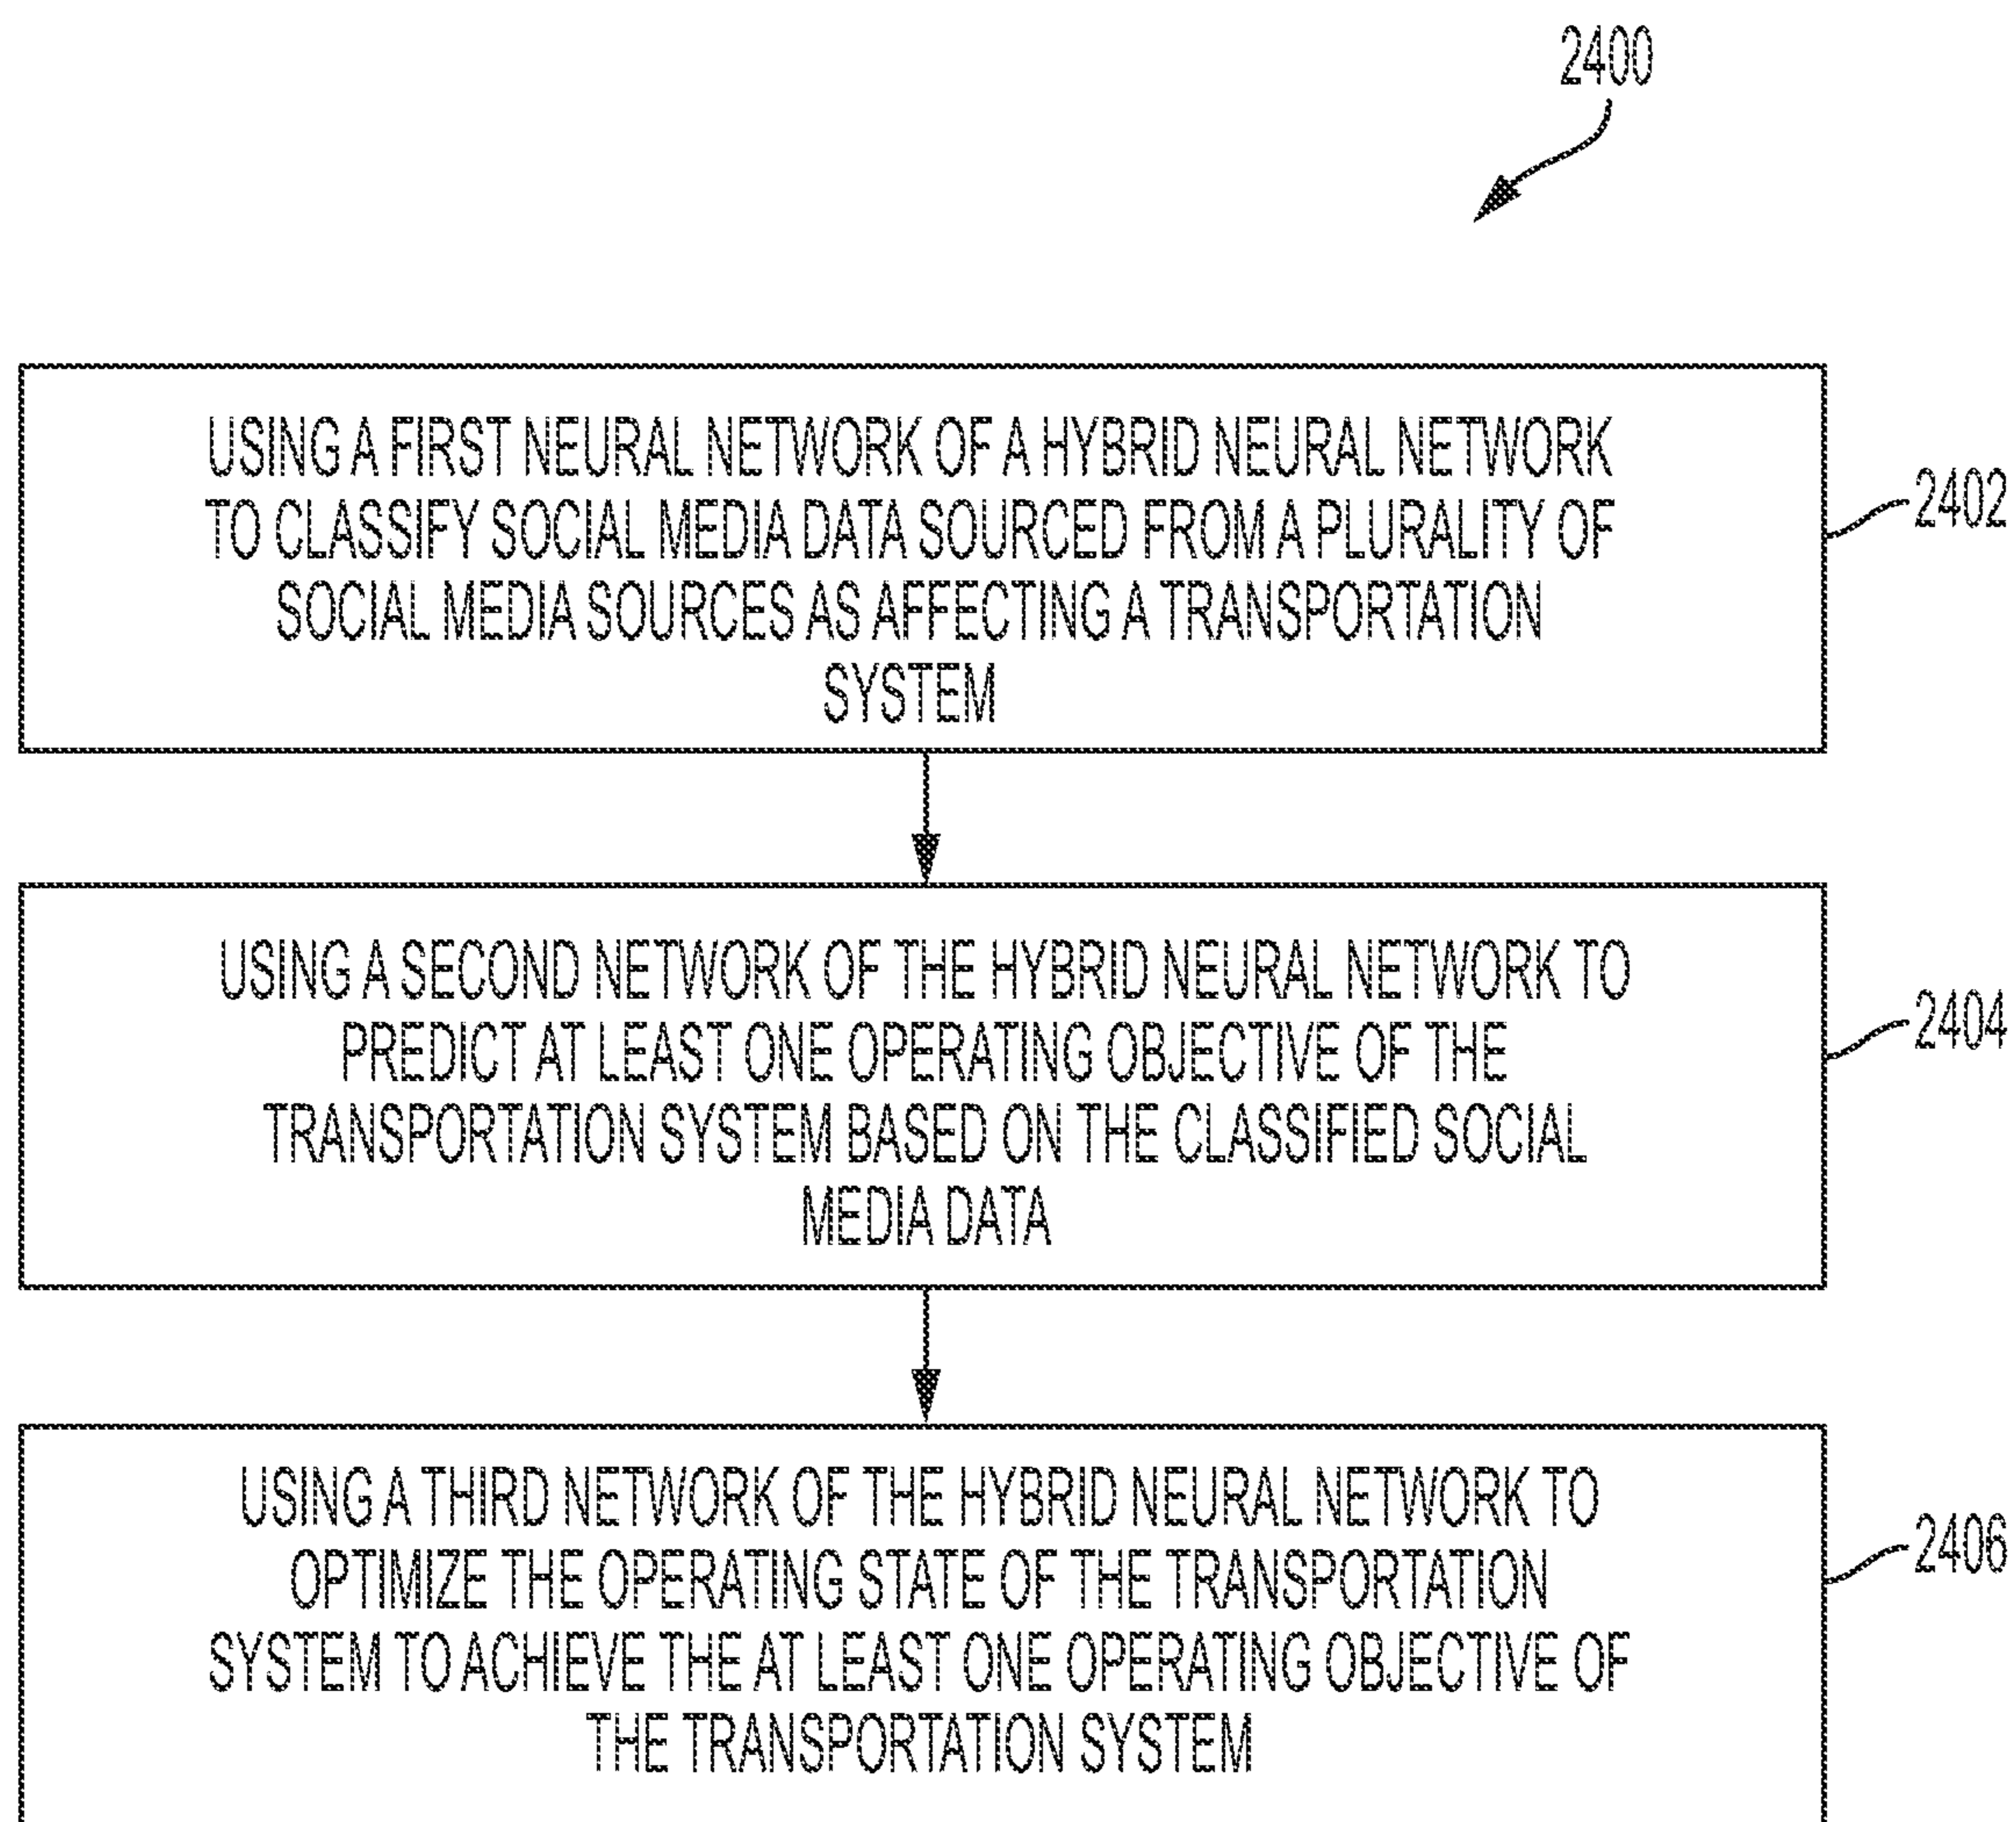 2400
USING A FIRST NEURAL NETWORK OF A HYBRID NEURAL NETWORK
TO CLASSIFY SOCIAL MEDIA DATA SOURCED FROM A PLURALITY OF
SOCIAL MEDIA SOURCES AS AFFECTING A TRANSPORTATION
SYSTEM
2402
USING A SECOND NETWORK OF THE HYBRID NEURAL NETWORK TO
PREDICT AT LEAST ONE OPERATING OBJECTIVE OF THE
TRANSPORTATION SYSTEM BASED ON THE CLASSIFIED SOCIAL
MEDIA DATA
2404
USING A THIRD NETWORK OF THE HYBRID NEURAL NETWORK TO
OPTIMIZE THE OPERATING STATE OF THE TRANSPORTATION
SYSTEM TO ACHIEVE THE AT LEAST ONE OPERATING OBJECTIVE OF
THE TRANSPORTATION SYSTEM
2406